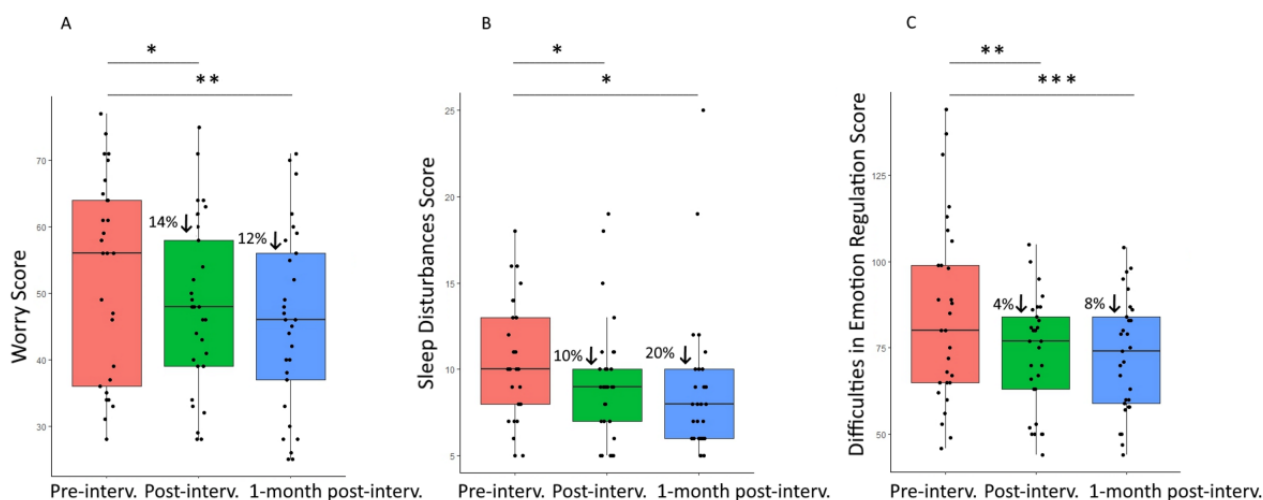 A
*
**
Worry Score
70
60
50
40
30
14%
12%
Pre-interv. Post-interv. 1-month post-interv.
B
*
*
Sleep Disturbances Score
25
20
15
10
5
10%
20%
Pre-interv. Post-interv. 1-month post-interv.
C
**
***
Difficulties in Emotion Regulation Score
125
100
75
50
4%
8%
Pre-interv. Post-interv. 1-month post-interv.